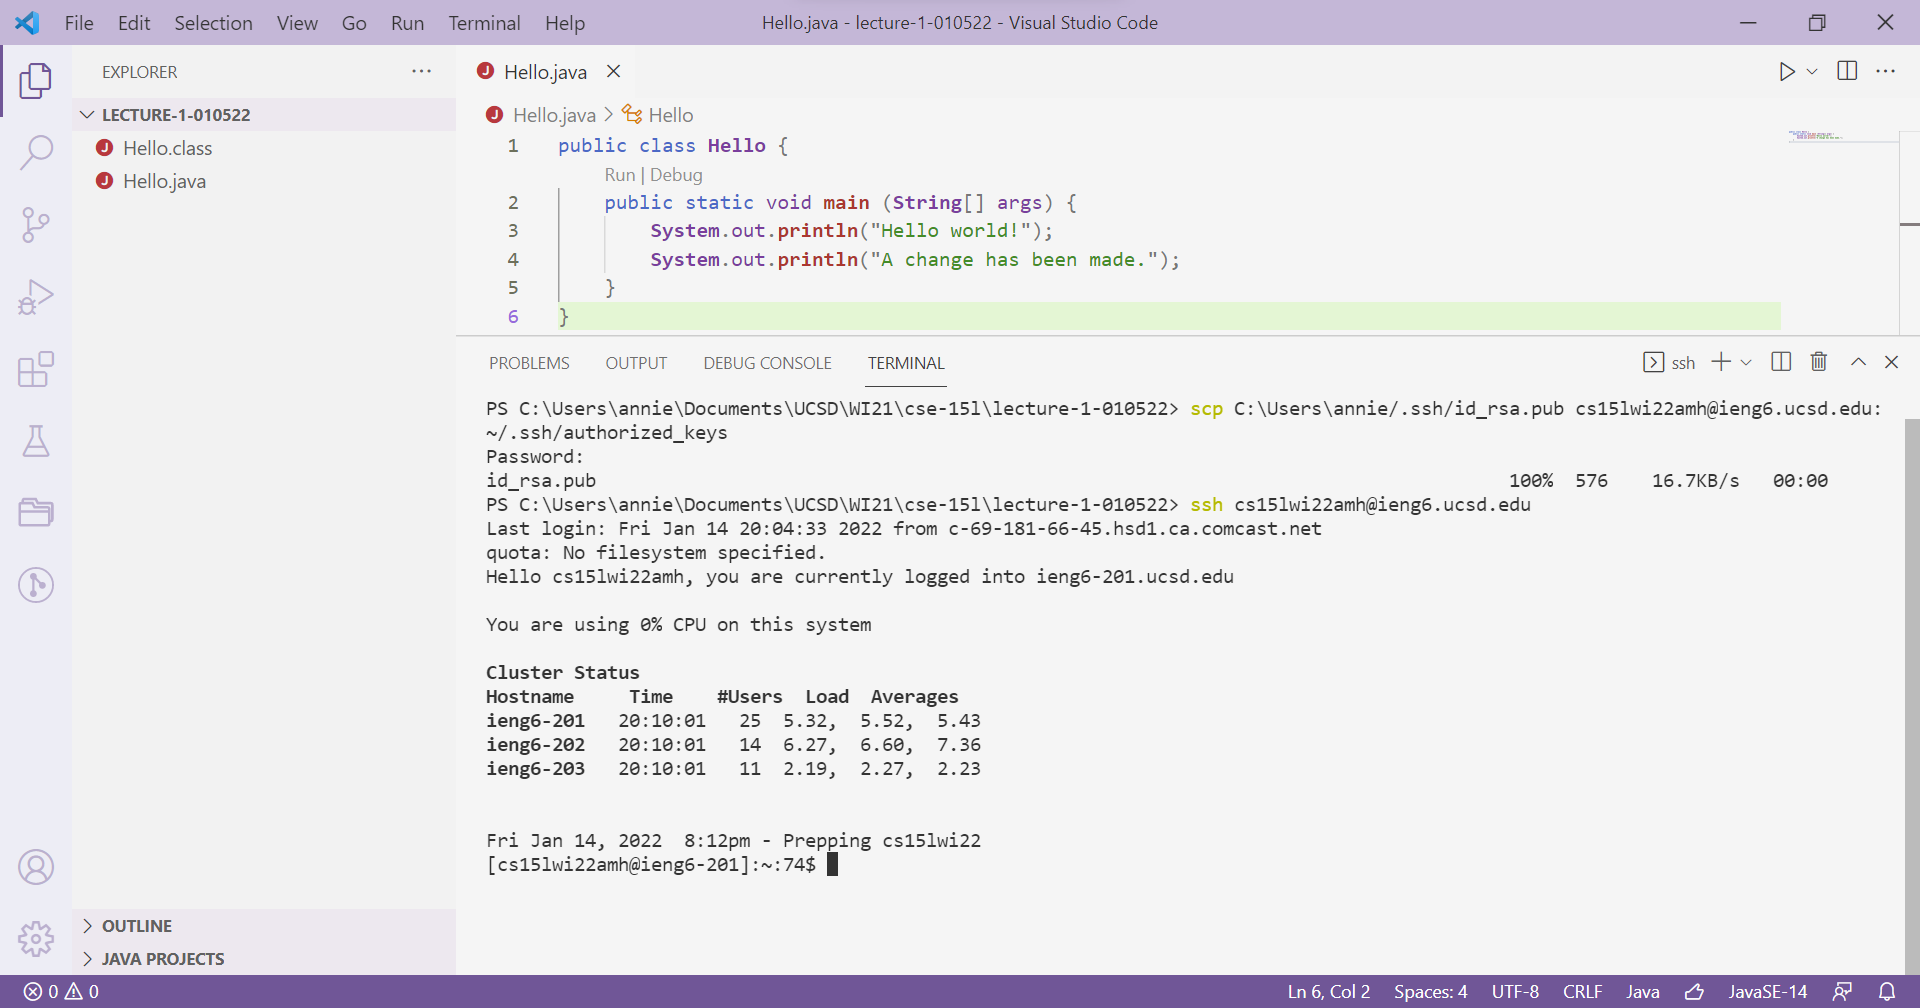 File Edit Selection View Go Run Terminal Help
Hello.java - lecture-1-010522 - Visual Studio Code
EXPLORER
LECTURE-1-010522
Hello.class
Hello.java
OUTLINE
JAVA PROJECTS
Hello.java
Hello.java > Hello
1 public class Hello {
Run | Debug
2 public static void main (String[] args) {
3 System.out.println("Hello world!");
4 System.out.println("A change has been made.");
5 }
6 }
PROBLEMS OUTPUT DEBUG CONSOLE TERMINAL
ssh
PS C:\Users\annie\Documents\UCSD\WI21\cse-15l\lecture-1-010522> scp C:\Users\annie/.ssh/id_rsa.pub cs15lwi22amh@ieng6.ucsd.edu:
~/.ssh/authorized_keys
Password:
id_rsa.pub 100% 576 16.7KB/s 00:00
PS C:\Users\annie\Documents\UCSD\WI21\cse-15l\lecture-1-010522> ssh cs15lwi22amh@ieng6.ucsd.edu
Last login: Fri Jan 14 20:04:33 2022 from c-69-181-66-45.hsd1.ca.comcast.net
quota: No filesystem specified.
Hello cs15lwi22amh, you are currently logged into ieng6-201.ucsd.edu
You are using 0% CPU on this system
Cluster Status
Hostname Time #Users Load Averages
ieng6-201 20:10:01 25 5.32, 5.52, 5.43
ieng6-202 20:10:01 14 6.27, 6.60, 7.36
ieng6-203 20:10:01 11 2.19, 2.27, 2.23
Fri Jan 14, 2022 8:12pm - Prepping cs15lwi22
[cs15lwi22amh@ieng6-201]:~:74$
0 0
Ln 6, Col 2 Spaces: 4 UTF-8 CRLF Java JavaSE-14